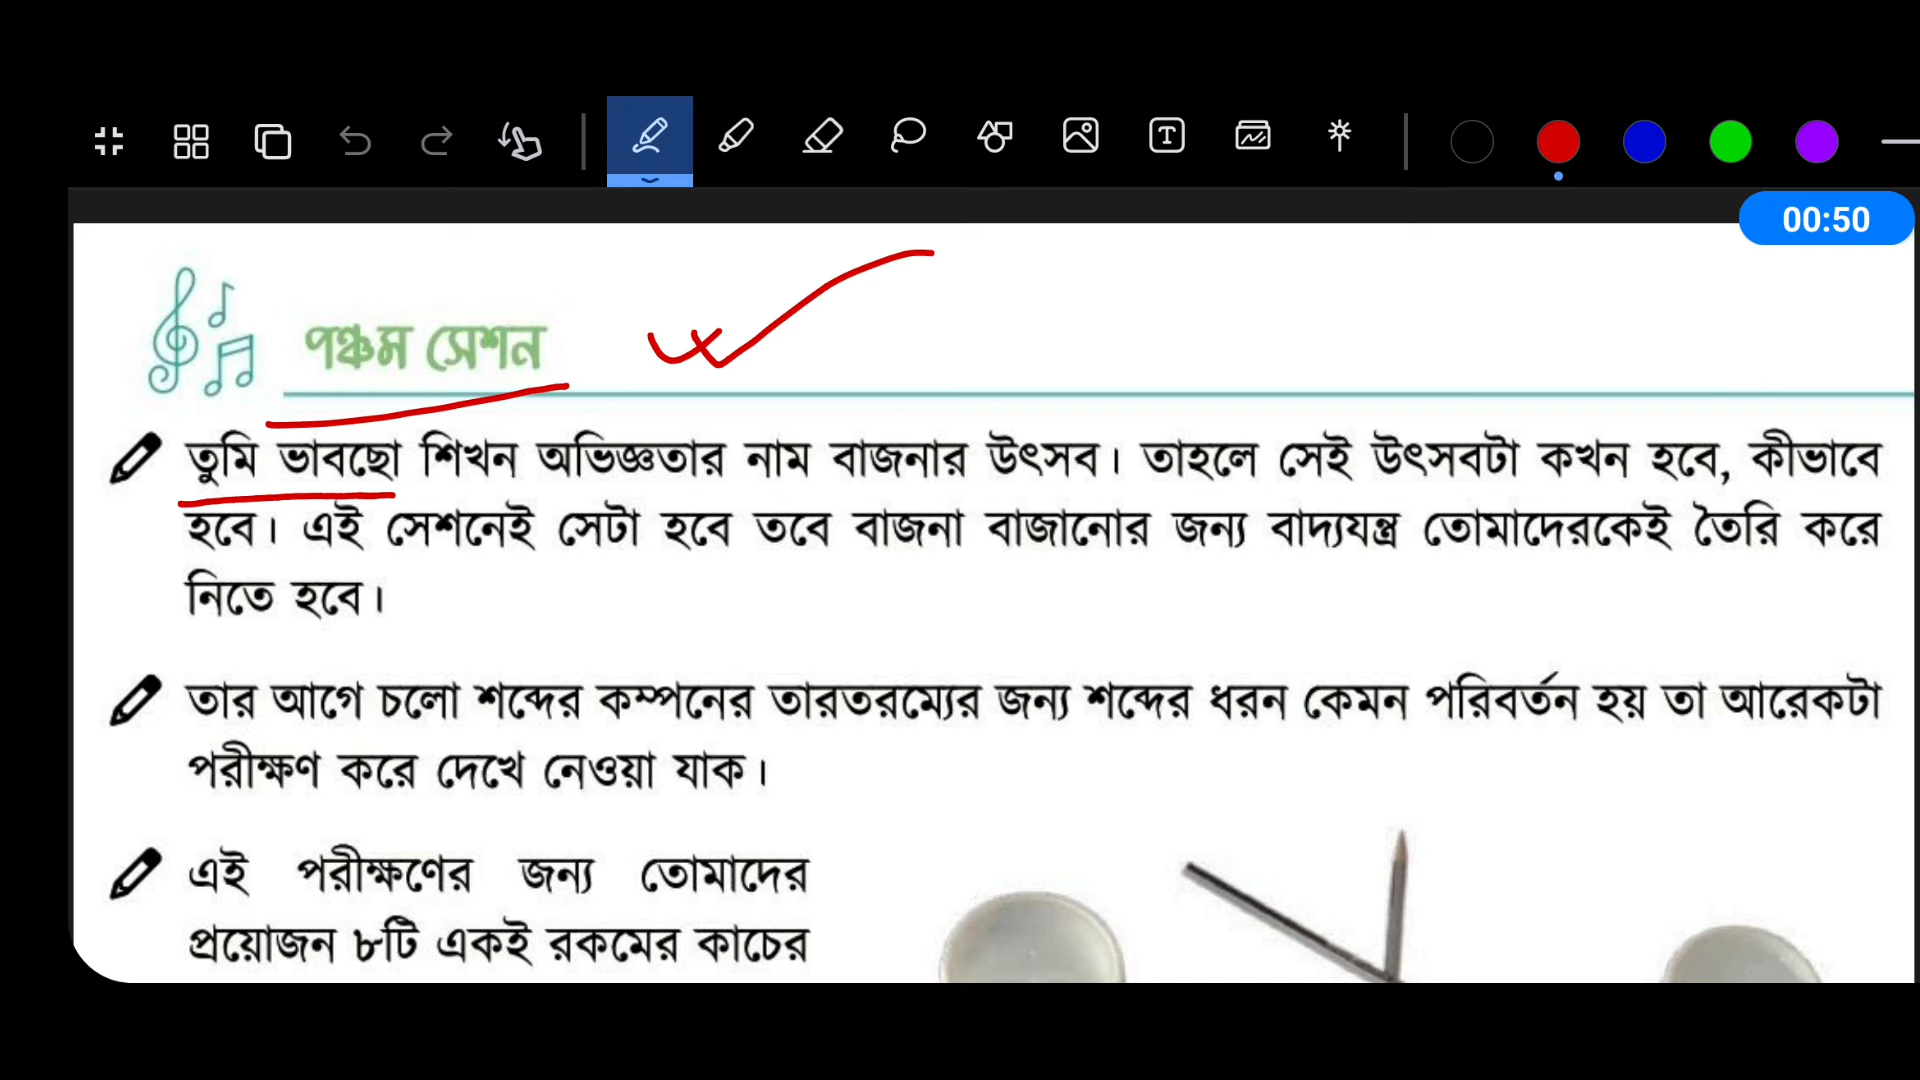 00:50
পঞ্চম সেশন
তুমি ভাবছো শিখন অভিজ্ঞতার নাম বাজনার উৎসব। তাহলে সেই উৎসবটা কখন হবে, কীভাবে
হবে। এই সেশনেই সেটা হবে তবে বাজনা বাজানোর জন্য বাদ্যযন্ত্র তোমাদেরকেই তৈরি করে
নিতে হবে।
তার আগে চলো শব্দের কম্পনের তারতরম্যের জন্য শব্দের ধরন কেমন পরিবর্তন হয় তা আরেকটা
পরীক্ষণ করে দেখে নেওয়া যাক।
এই পরীক্ষণের জন্য তোমাদের
প্রয়োজন ৮টি একই রকমের কাচের